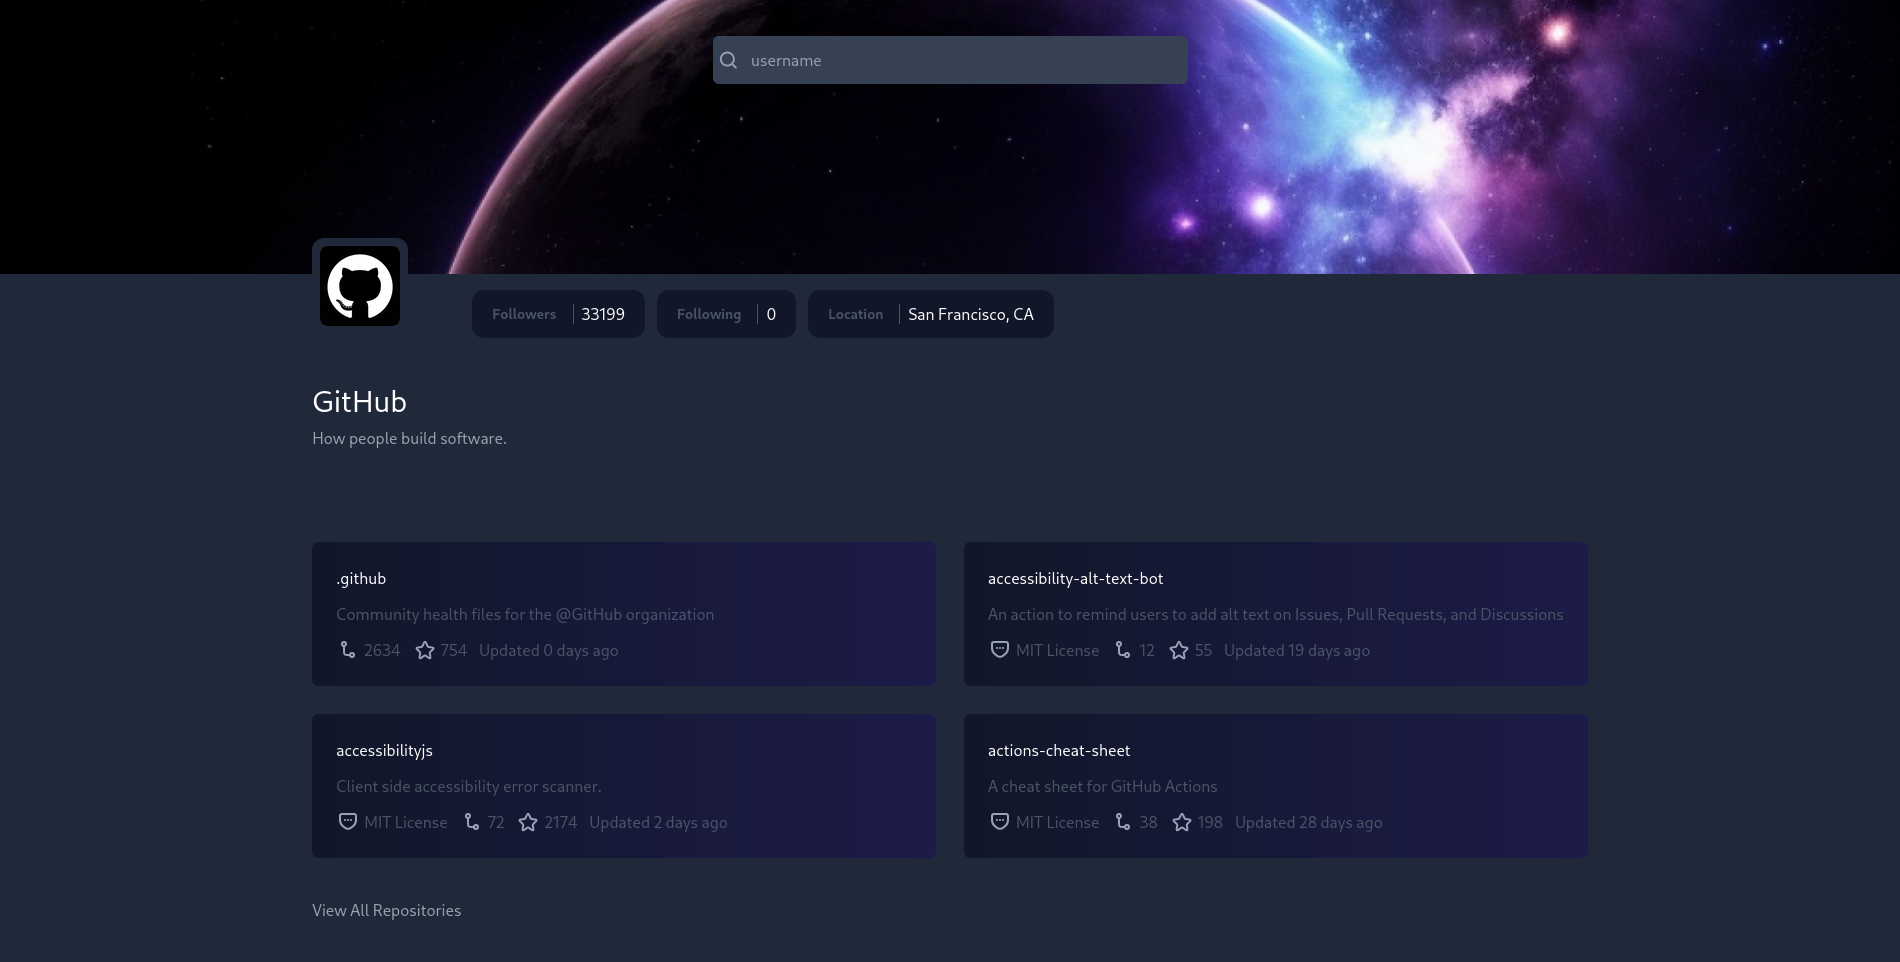 username
Followers 33199 Following 0 Location San Francisco, CA
GitHub
How people build software.
.github
Community health files for the @GitHub organization
2634 754 Updated 0 days ago
accessibility-alt-text-bot
An action to remind users to add alt text on Issues, Pull Requests, and Discussions
MIT License 12 55 Updated 19 days ago
accessibilityjs
Client side accessibility error scanner.
MIT License 72 2174 Updated 2 days ago
actions-cheat-sheet
A cheat sheet for GitHub Actions
MIT License 38 198 Updated 28 days ago
View All Repositories